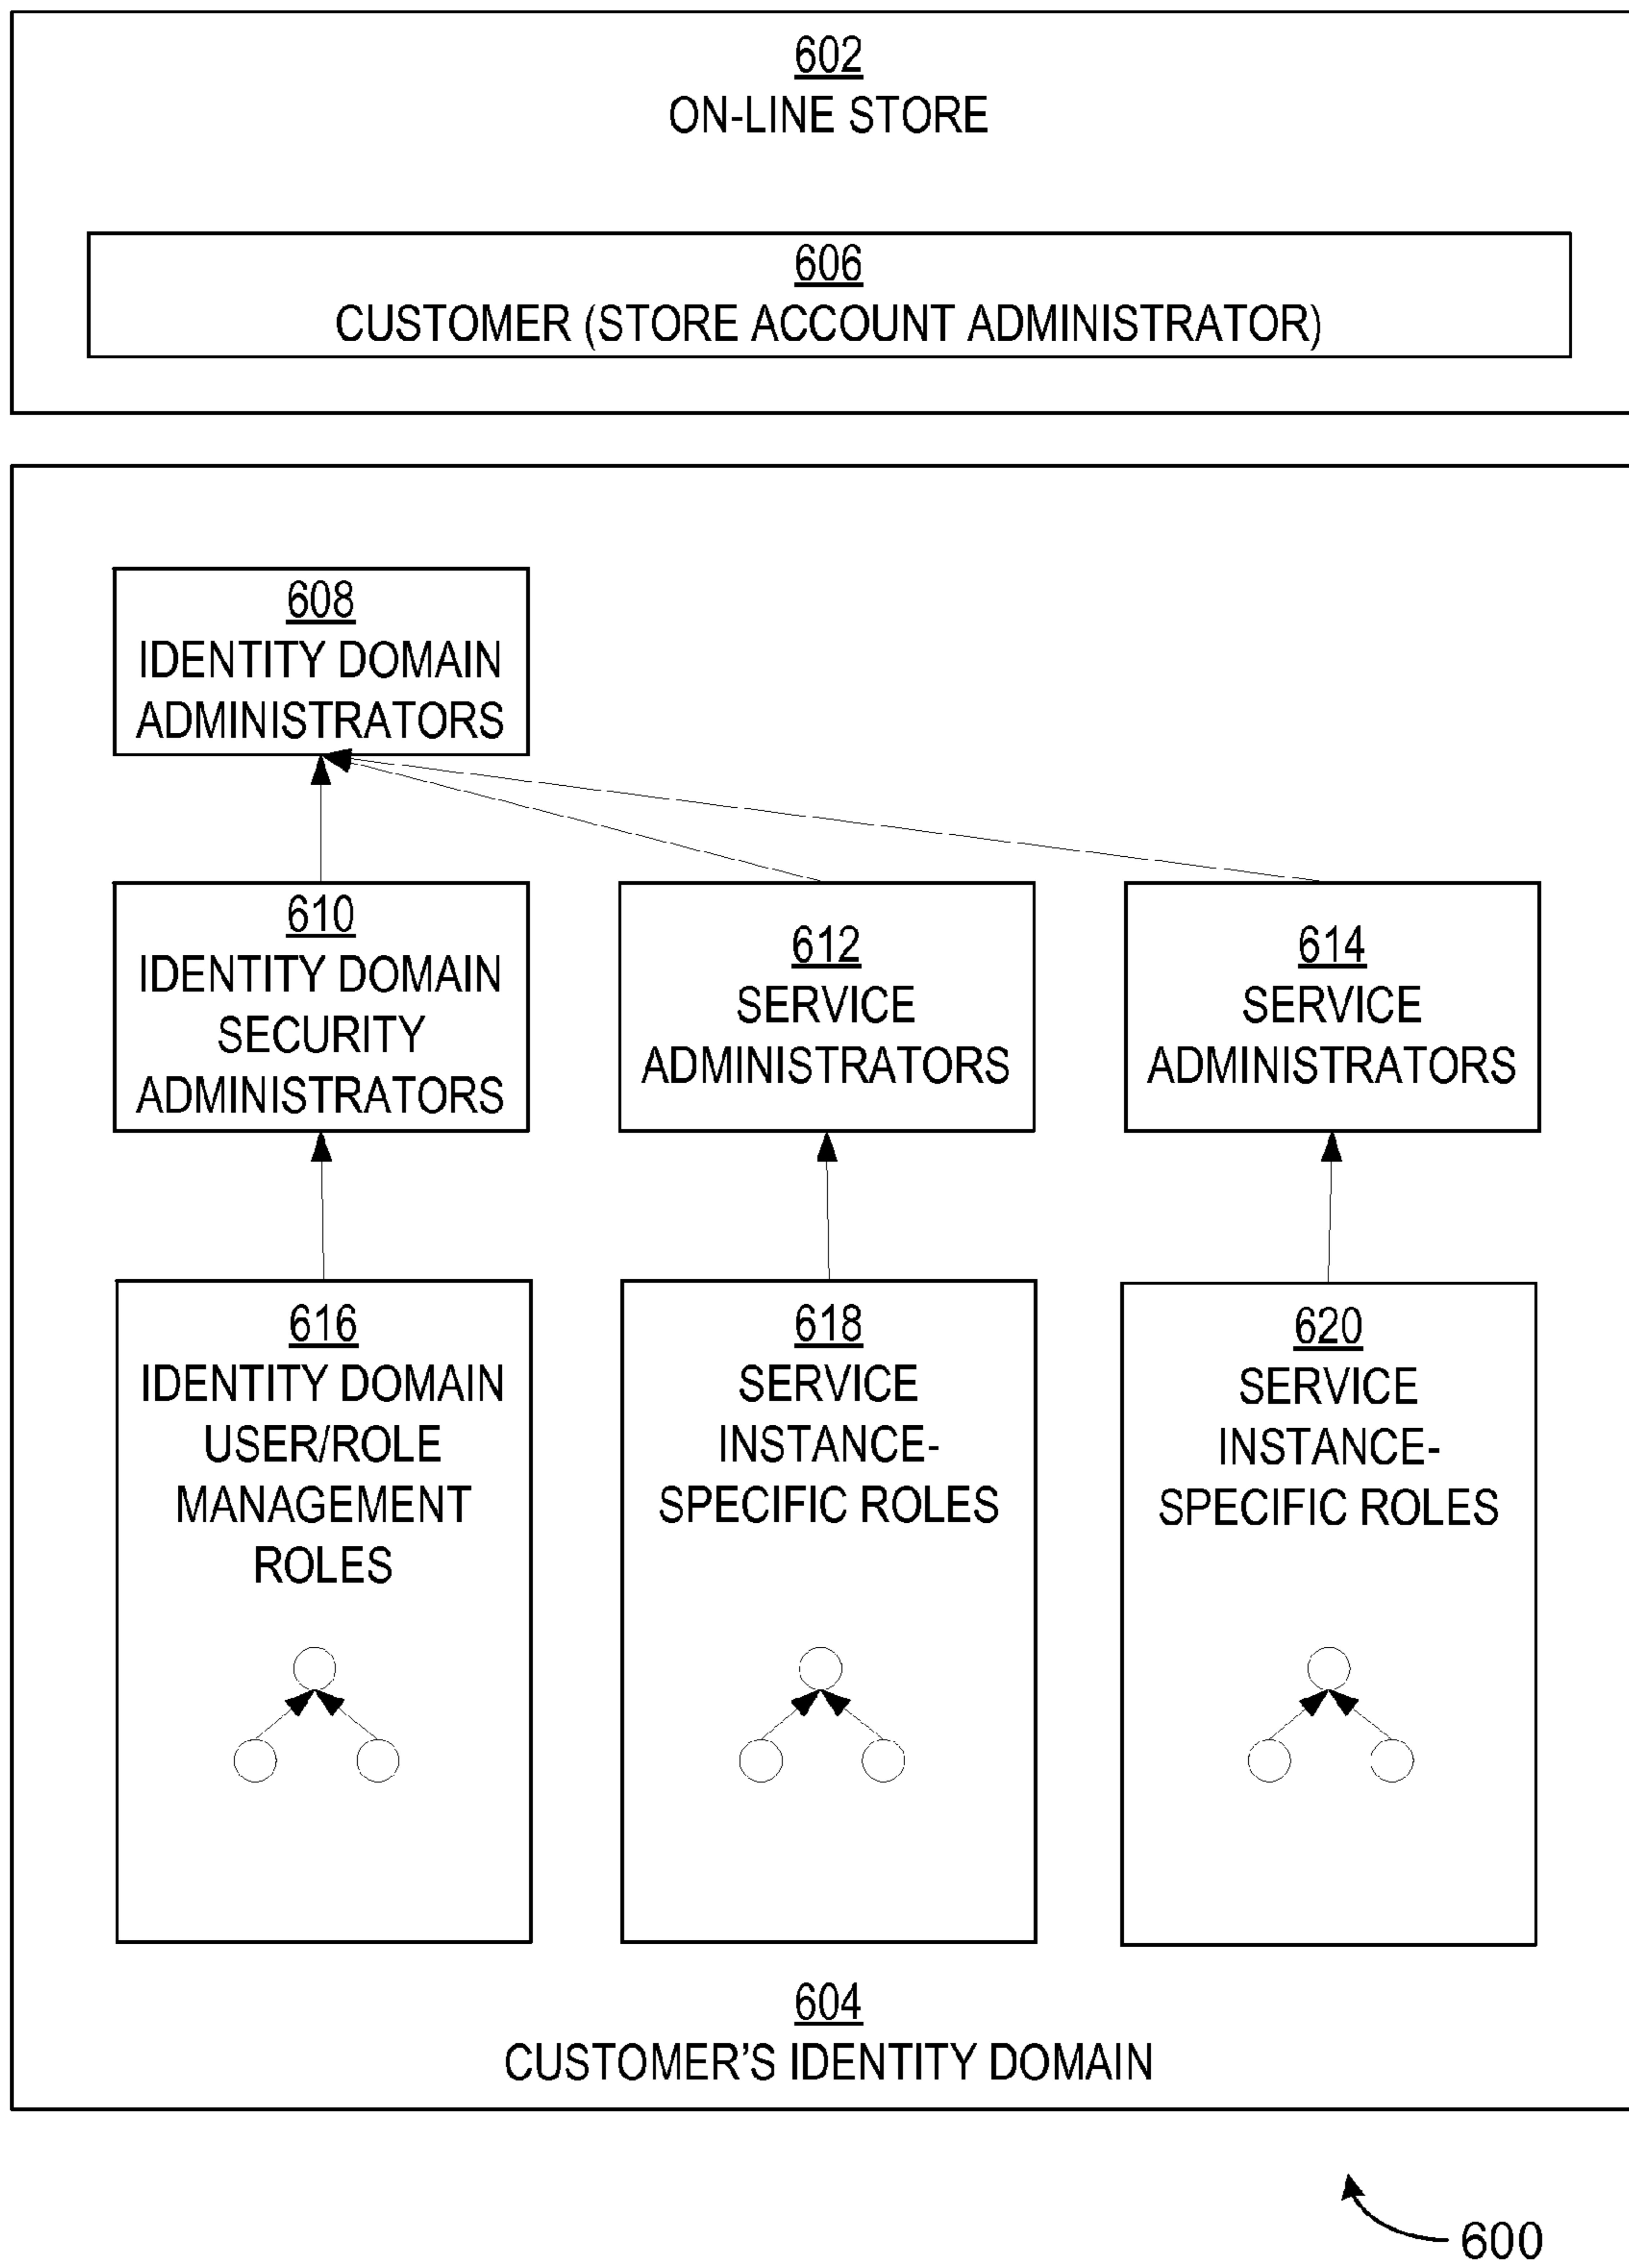 602
ON-LINE STORE
606
CUSTOMER (STORE ACCOUNT ADMINISTRATOR)
608
IDENTITY DOMAIN
ADMINISTRATORS
610
IDENTITY DOMAIN
SECURITY
ADMINISTRATORS
612
SERVICE
ADMINISTRATORS
614
SERVICE
ADMINISTRATORS
616
IDENTITY DOMAIN
USER/ROLE
MANAGEMENT
ROLES
618
SERVICE
INSTANCE-
SPECIFIC ROLES
620
SERVICE
INSTANCE-
SPECIFIC ROLES
604
CUSTOMER’S IDENTITY DOMAIN
600